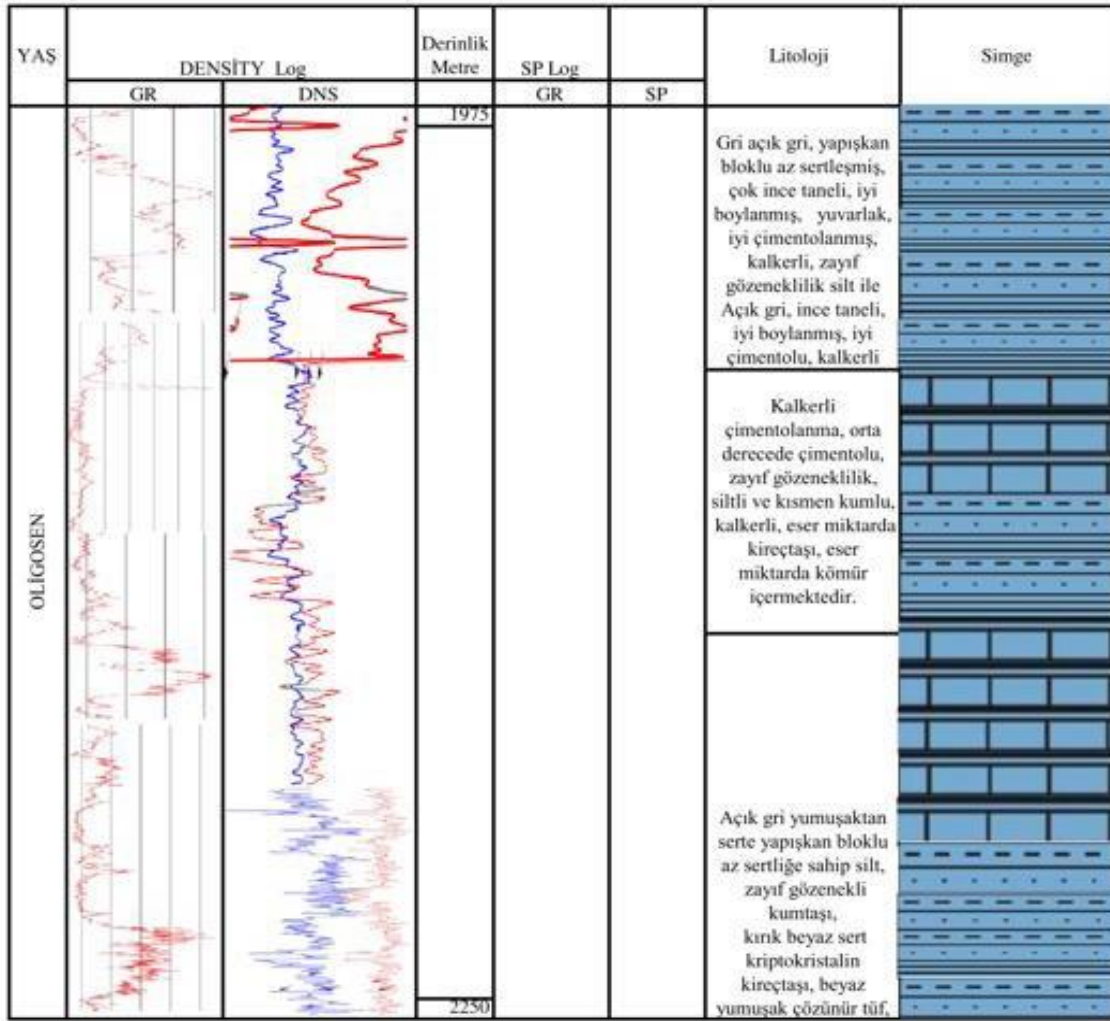 YAŞ
DENSİTY Log
Derinlik
Metre
SP Log
Litoloji
Simge
GR
DNS
GR
SP
OLİGOSEN
1975
2250
Gri açık gri, yapışkan
bloklu az sertleşmiş,
çok ince taneli, iyi
boylanmış, yuvarlak,
iyi çimentolanmış,
kalkerli, zayıf
gözeneklilik silt ile
Açık gri, ince taneli,
iyi boylanmış, iyi
çimentolu, kalkerli
Kalkerli
çimentolanma, orta
derecede çimentolu,
zayıf gözeneklilik,
siltli ve kısmen kumlu,
kalkerli, eser miktarda
kireçtaşı, eser
miktarda kömür
içermektedir.
Açık gri yumuşaktan
serte yapışkan bloklu
az sertliğe sahip silt,
zayıf gözenekli
kumtaşı,
kırık beyaz sert
kriptokristalin
kireçtaşı, beyaz
yumuşak çözünür tüf,